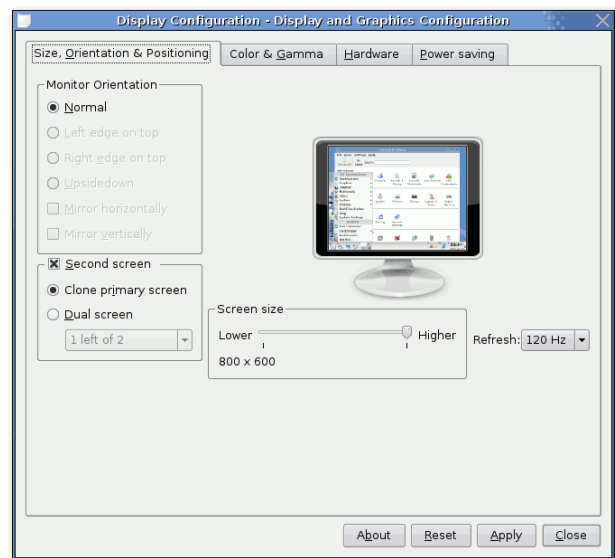 Display Configuration - Display and Graphics Configuration
Size, Orientation & Positioning
Color & Gamma
Hardware
Power saving
Monitor Orientation
Normal
Left edge on top
Right edge on top
Upsidedown
Mirror horizontally
Mirror vertically
Second screen
Clone primary screen
Dual screen
1 left of 2
Screen size
Lower
Higher
800 x 600
Refresh:
120 Hz
About
Reset
Apply
Close